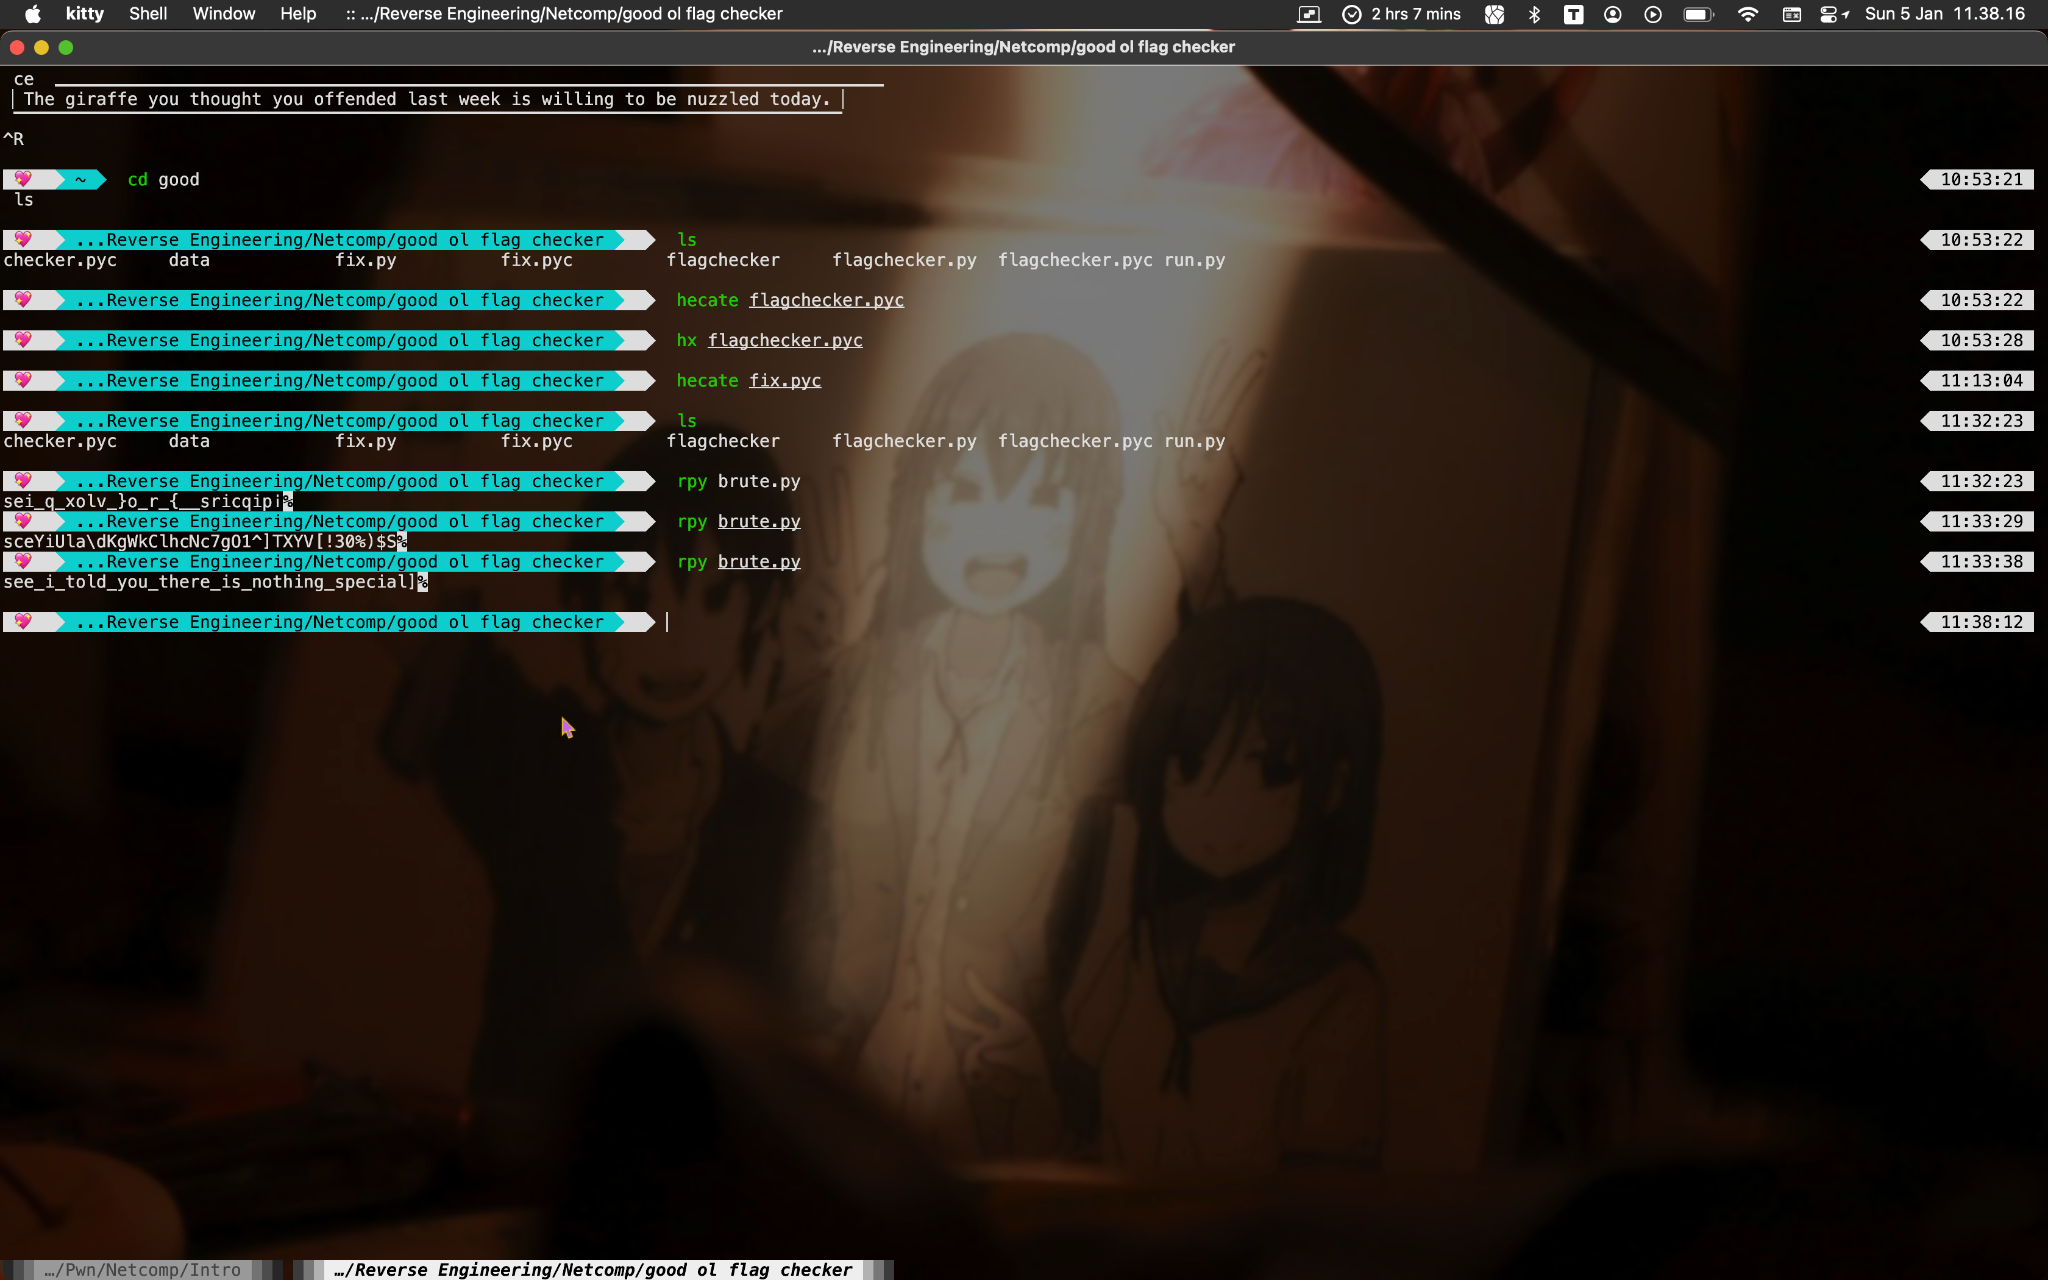 kitty Shell Window Help :: .../Reverse Engineering/Netcomp/good ol flag checker 2 hrs 7 mins T Sun 5 Jan 11.38.16
.../Reverse Engineering/Netcomp/good ol flag checker
ce
The giraffe you thought you offended last week is willing to be nuzzled today.
^R
~ cd good 10:53:21
ls
...Reverse Engineering/Netcomp/good ol flag checker ls 10:53:22
checker.pyc data fix.py fix.pyc flagchecker flagchecker.py flagchecker.pyc run.py
...Reverse Engineering/Netcomp/good ol flag checker hecate flagchecker.pyc 10:53:22
...Reverse Engineering/Netcomp/good ol flag checker hx flagchecker.pyc 10:53:28
...Reverse Engineering/Netcomp/good ol flag checker hecate fix.pyc 11:13:04
...Reverse Engineering/Netcomp/good ol flag checker ls 11:32:23
checker.pyc data fix.py fix.pyc flagchecker flagchecker.py flagchecker.pyc run.py
...Reverse Engineering/Netcomp/good ol flag checker rpy brute.py 11:32:23
sei_q_xolv_}o_r_{__sricqipi%
...Reverse Engineering/Netcomp/good ol flag checker rpy brute.py 11:33:29
sceYiUla\dKgWkClhcNc7gO1^]TXYV[!30%)$S%
...Reverse Engineering/Netcomp/good ol flag checker rpy brute.py 11:33:38
see_i_told_you_there_is_nothing_special]%
...Reverse Engineering/Netcomp/good ol flag checker 11:38:12
…/Pwn/Netcomp/Intro …/Reverse Engineering/Netcomp/good ol flag checker